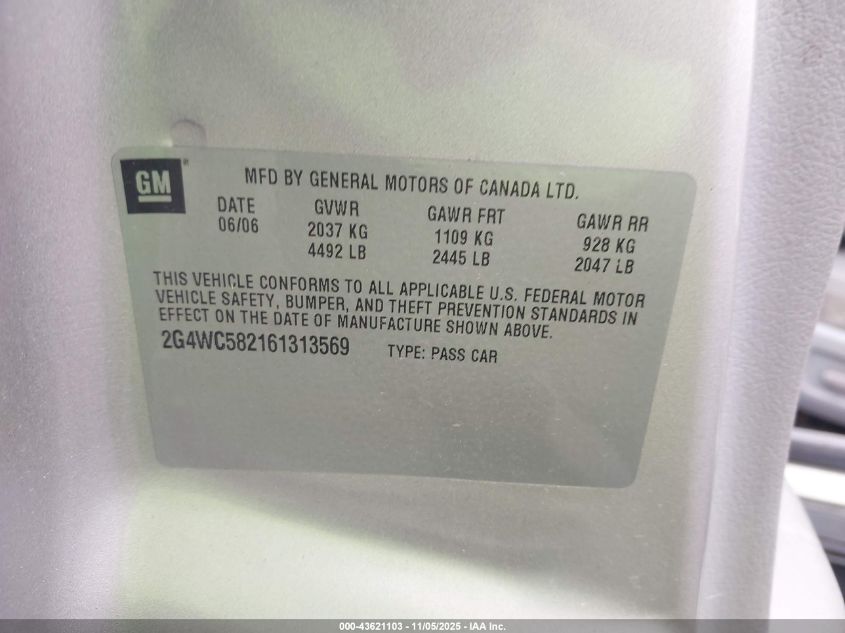 GM®
MFD BY GENERAL MOTORS OF CANADA LTD.
DATE GVWR GAWR FRT GAWR RR
06/06 2037 KG 1109 KG 928 KG
4492 LB 2445 LB 2047 LB
THIS VEHICLE CONFORMS TO ALL APPLICABLE U.S. FEDERAL MOTOR
VEHICLE SAFETY, BUMPER, AND THEFT PREVENTION STANDARDS IN
EFFECT ON THE DATE OF MANUFACTURE SHOWN ABOVE.
2G4WC582161313569 TYPE: PASS CAR
000-43621103 - 11/05/2025 - IAA Inc.